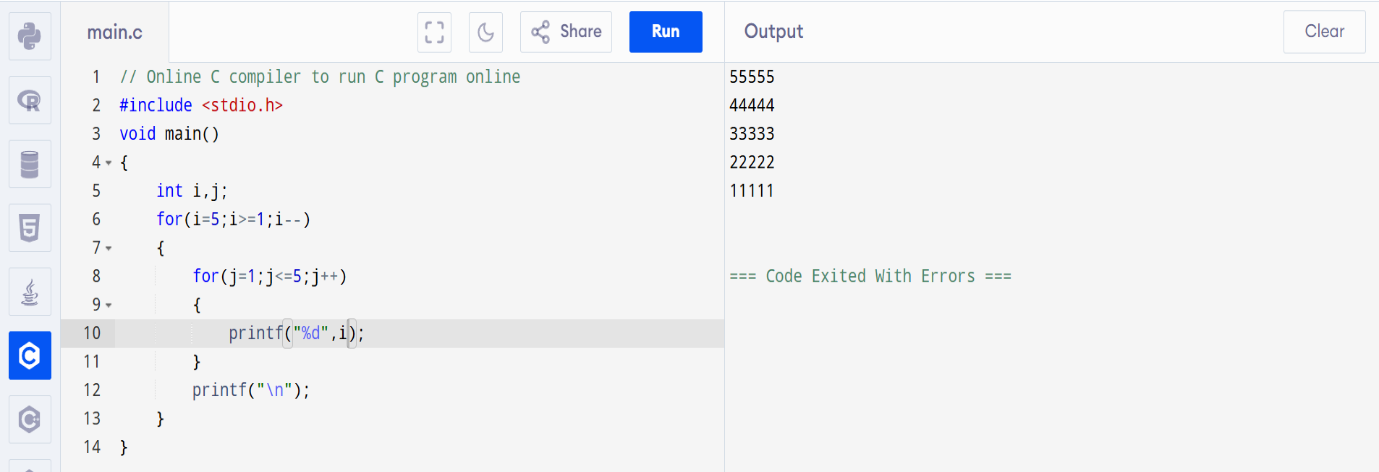 main.c
Share
Run
Output
Clear
1 // Online C compiler to run C program online
2 #include <stdio.h>
3 void main()
4 {
5     int i,j;
6     for(i=5;i>=1;i--)
7     {
8         for(j=1;j<=5;j++)
9         {
10             printf("%d",i);
11         }
12         printf("\n");
13     }
14 }
55555
44444
33333
22222
11111
=== Code Exited With Errors ===